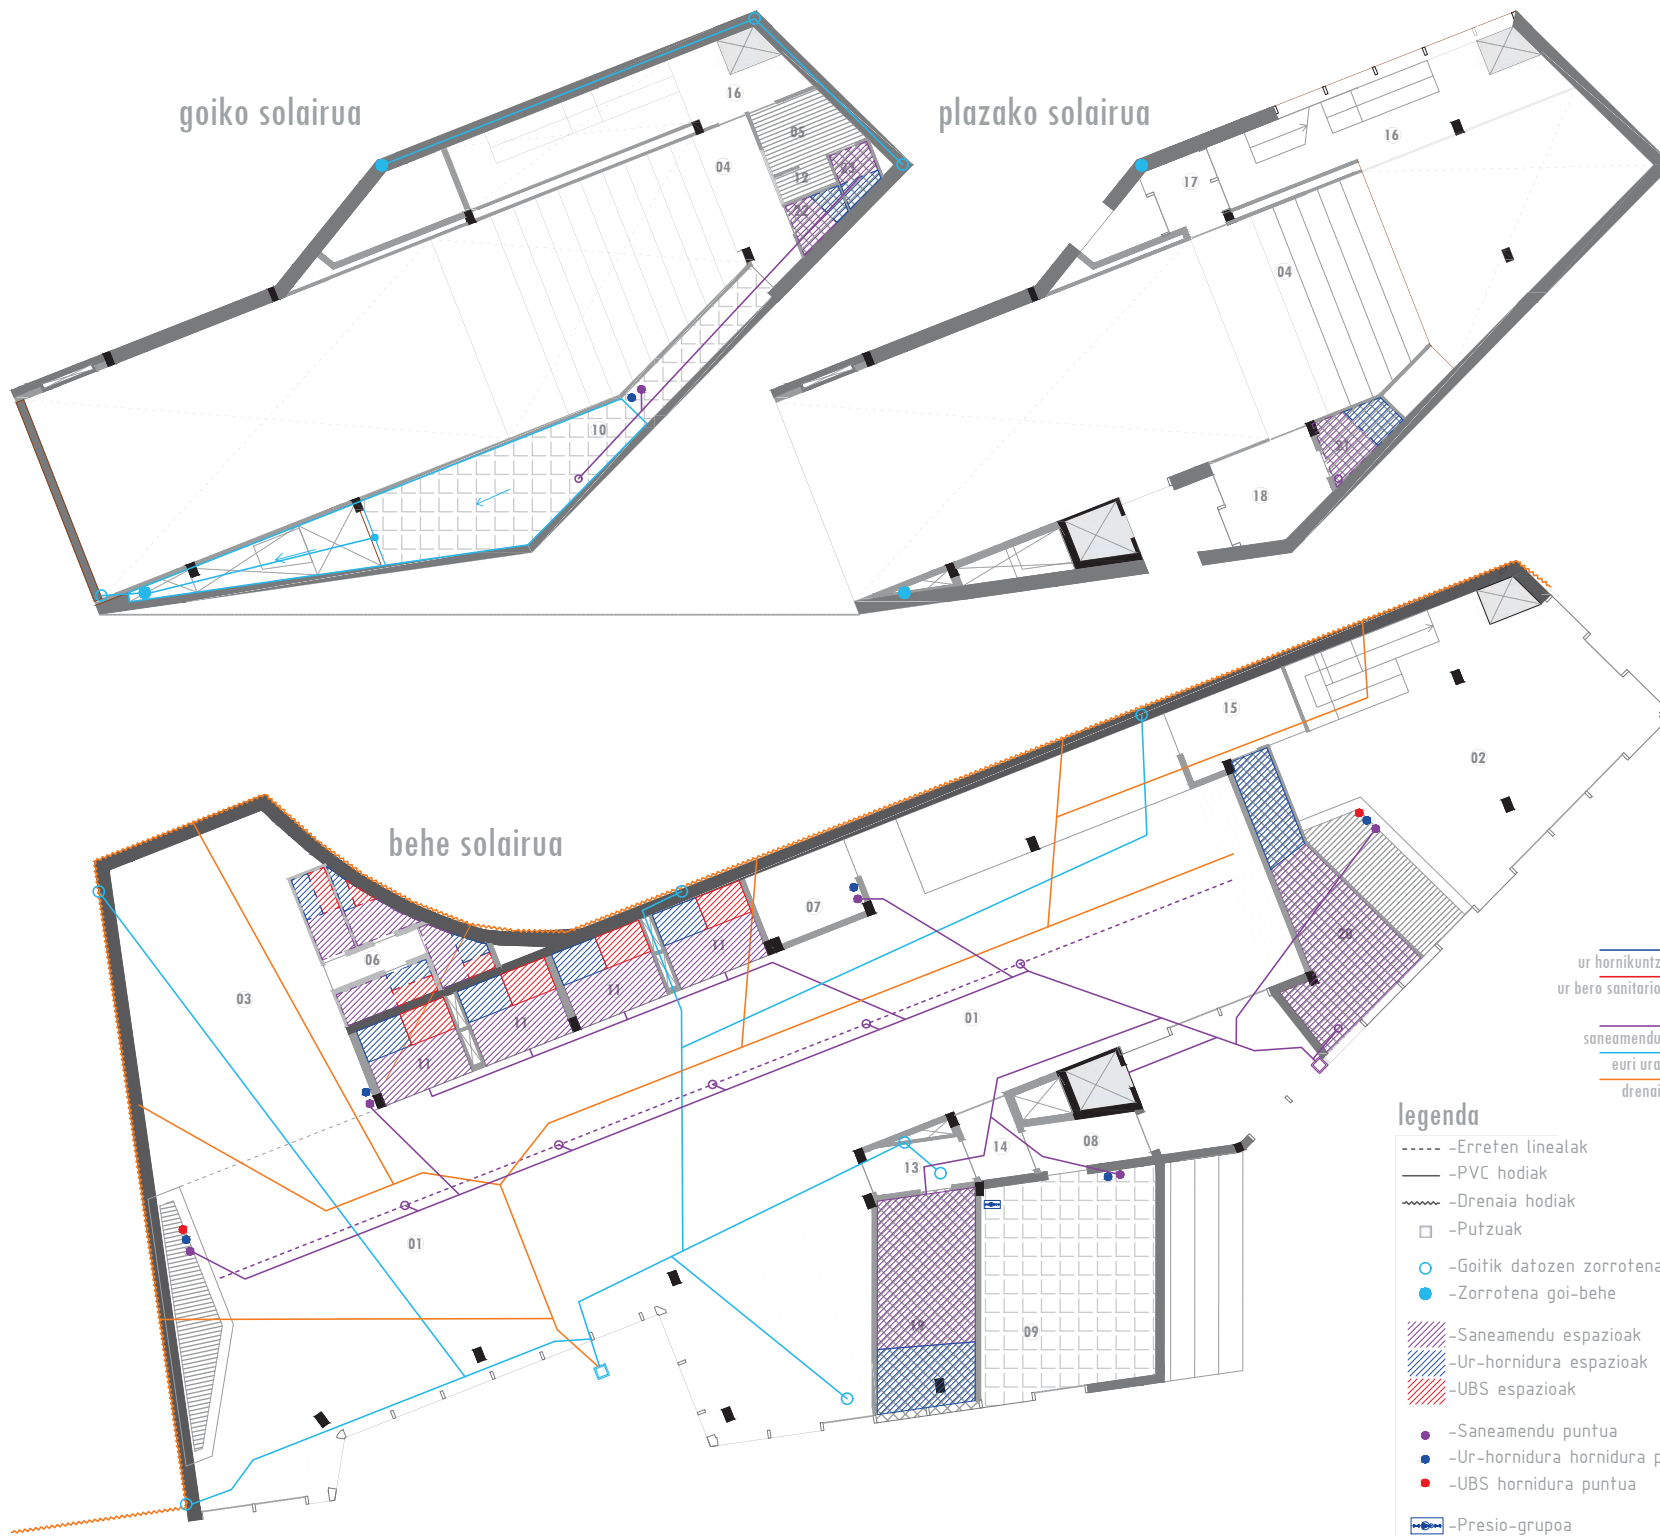 goiko solairua
16
05
04
12
23
22
10
plazako solairua
16
17
04
21
18
behe solairua
15
02
07
20
06
03
11
11
11
11
01
01
14
08
13
19
09
ur hornikuntz
ur bero sanitario
saneamendu
euri ura
drenai
legenda
-Erreten linealak
-PVC hodiak
-Drenaia hodiak
-Putzuak
-Goitik datozen zorrotena
-Zorrotena goi-behe
-Saneamendu espazioak
-Ur-hornidura espazioak
-UBS espazioak
-Saneamendu puntua
-Ur-hornidura hornidura p
-UBS hornidura puntua
-Presio-grupoa